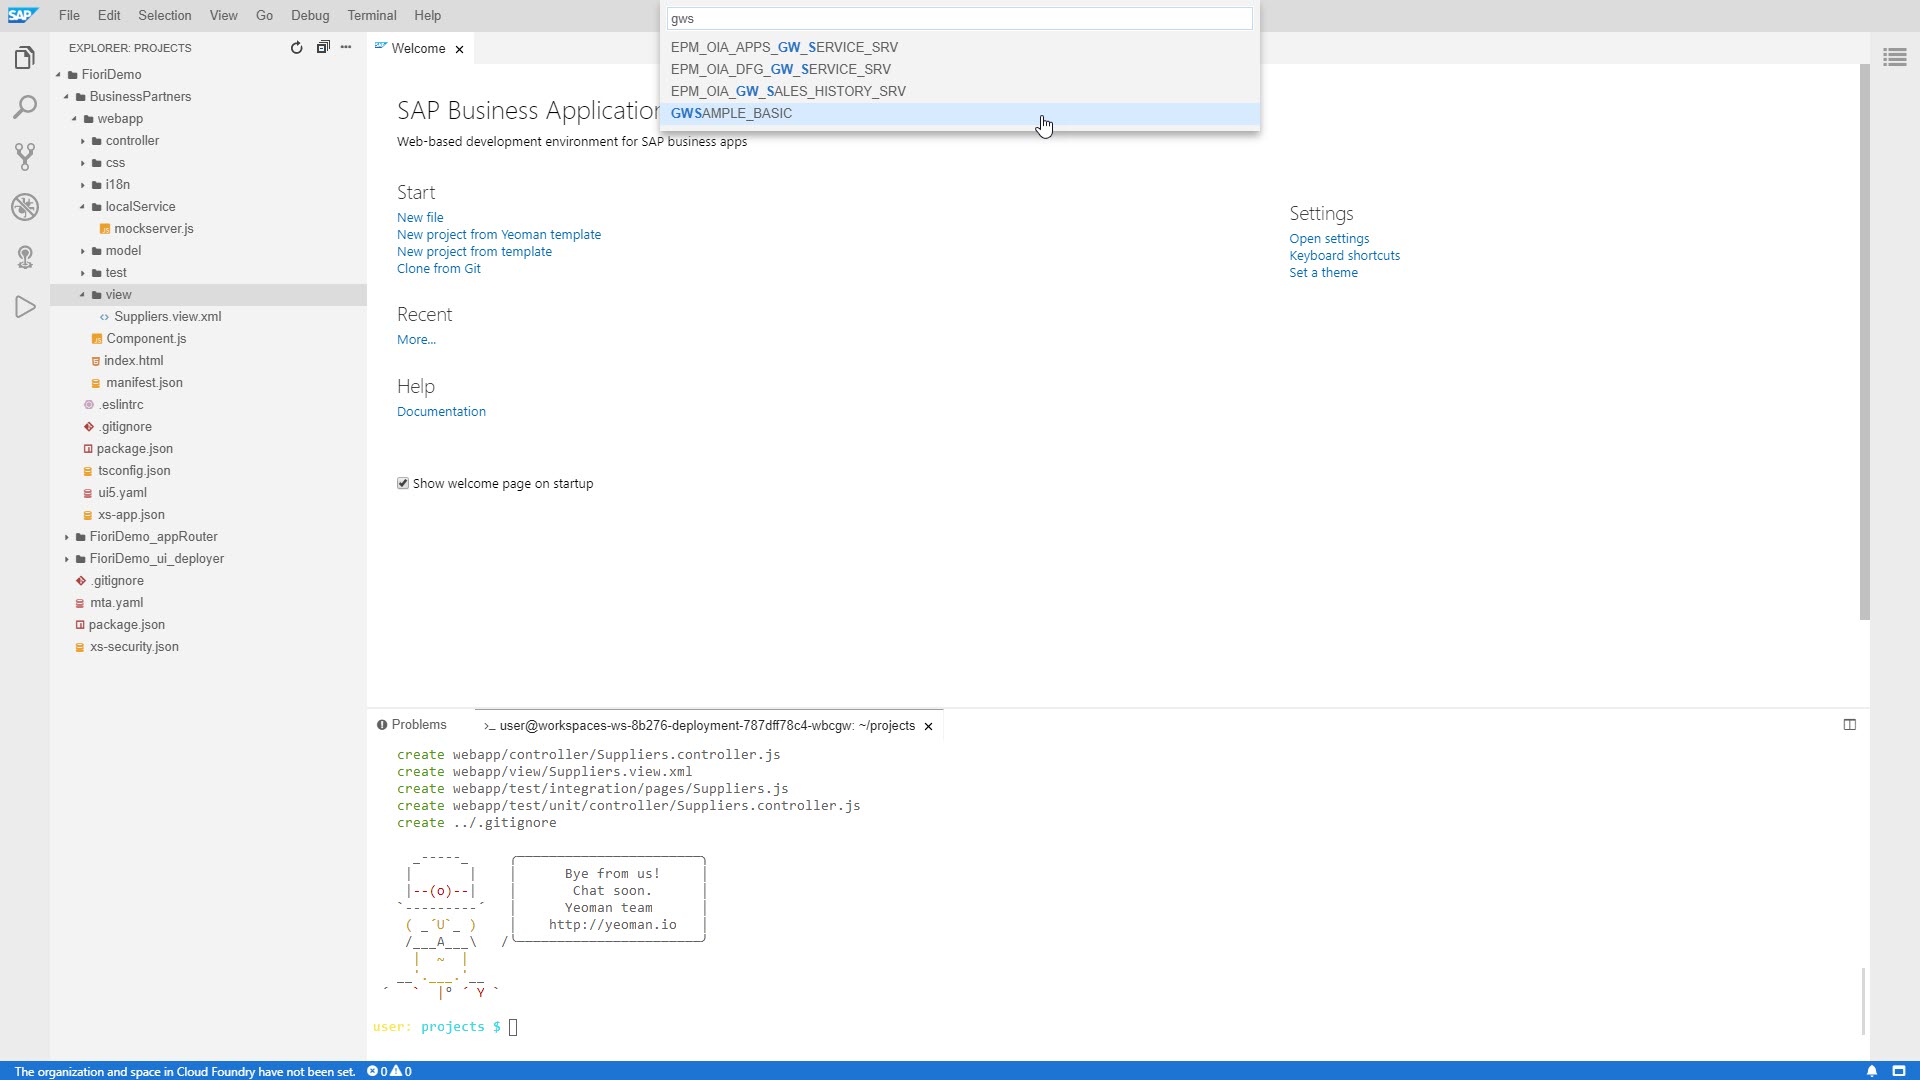 SAP File Edit Selection View Go Debug Terminal Help
gws
EPM_OIA_APPS_GW_SERVICE_SRV
EPM_OIA_DFG_GW_SERVICE_SRV
EPM_OIA_GW_SALES_HISTORY_SRV
GWSAMPLE_BASIC
EXPLORER: PROJECTS
FioriDemo
BusinessPartners
webapp
controller
css
i18n
localService
mockserver.js
model
test
view
Suppliers.view.xml
Component.js
index.html
manifest.json
.eslintrc
.gitignore
package.json
tsconfig.json
ui5.yaml
xs-app.json
FioriDemo_appRouter
FioriDemo_ui_deployer
.gitignore
mta.yaml
package.json
xs-security.json
Welcome
SAP Business Application
Web-based development environment for SAP business apps
Start
New file
New project from Yeoman template
New project from template
Clone from Git
Recent
More...
Help
Documentation
Show welcome page on startup
Settings
Open settings
Keyboard shortcuts
Set a theme
Problems
>_ user@workspaces-ws-8b276-deployment-787dff78c4-wbcgw: ~/projects
create webapp/controller/Suppliers.controller.js
create webapp/view/Suppliers.view.xml
create webapp/test/integration/pages/Suppliers.js
create webapp/test/unit/controller/Suppliers.controller.js
create ../.gitignore
Bye from us!
Chat soon.
Yeoman team
http://yeoman.io
user: projects $
The organization and space in Cloud Foundry have not been set. 0 0